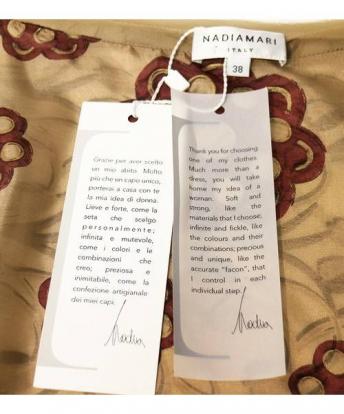 NADIAMARI
ITALY
38
Grazie per aver scelto
un mio abito. Molto
più che un capo unico,
porterai a casa con te
la mia idea di donna.
Lieve e forte, come la
seta che scelgo
personalmente;
infinita e mutevole,
come i colori e le
combinazioni che
creo; preziosa e
inimitabile, come la
confezione artigianale
dei miei capi.
Nadia
Thank you for choosing
one of my clothes.
Much more than a
dress, you will take
home my idea of a
woman. Soft and
strong, like the
materials that I choose;
infinite and fickle, like
the colours and their
combinations; precious
and unique, like the
accurate “facon”, that
I control in each
individual step.
Nadia